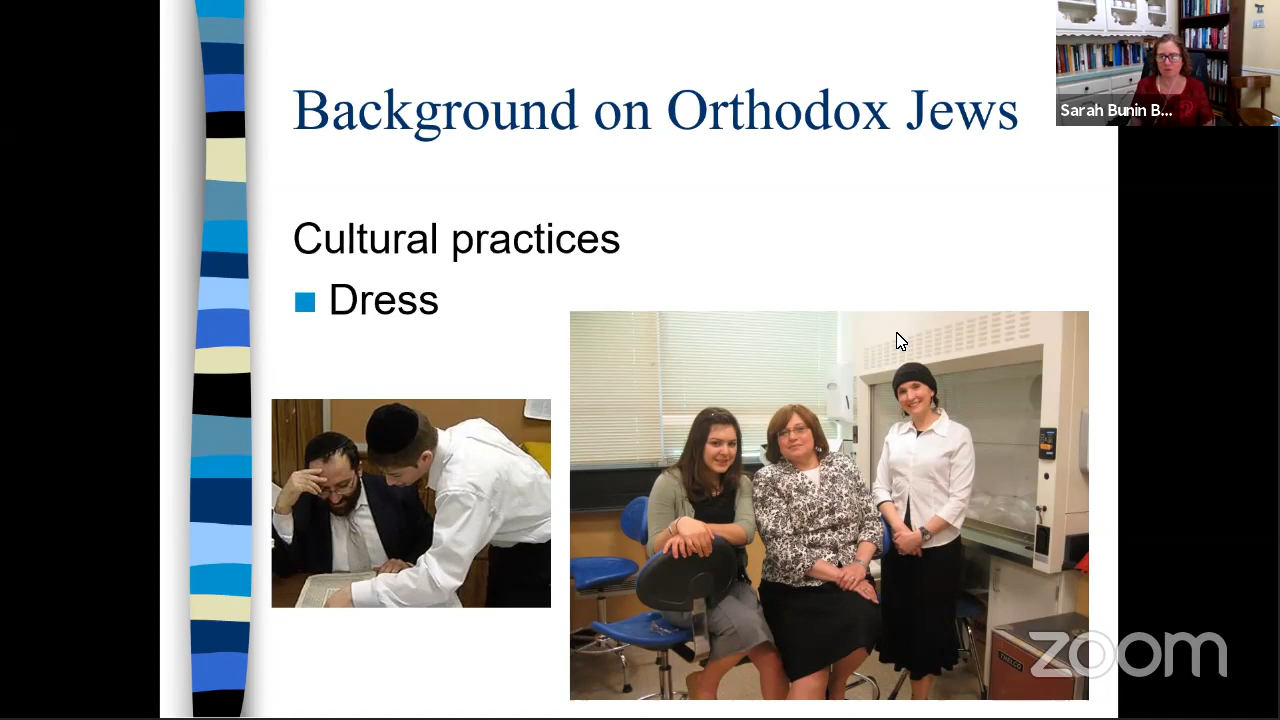 Background on Orthodox Jews
Sarah Bunin B...
Cultural practices
Dress
zoom